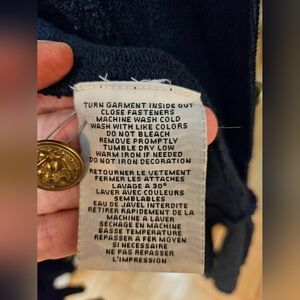 TURN GARMENT INSIDE OUT
CLOSE FASTENERS
MACHINE WASH COLD
WASH WITH LIKE COLORS
DO NOT BLEACH
REMOVE PROMPTLY
TUMBLE DRY LOW
WARM IRON IF NEEDED
DO NOT IRON DECORATION
RETOURNER LE VETEMENT
FERMER LES ATTACHES
LAVAGE A 30°
LAVER AVEC COULEURS
SEMBLABLES
EAU DE JAVEL INTERDITE
RETIRER RAPIDEMENT DE LA
MACHINE A LAVER
SECHAGE EN MACHINE
BASSE TEMPERATURE
REPASSER A FER MOYEN
SI NECESSAIRE
NE PAS REPASSER
L'IMPRESSION